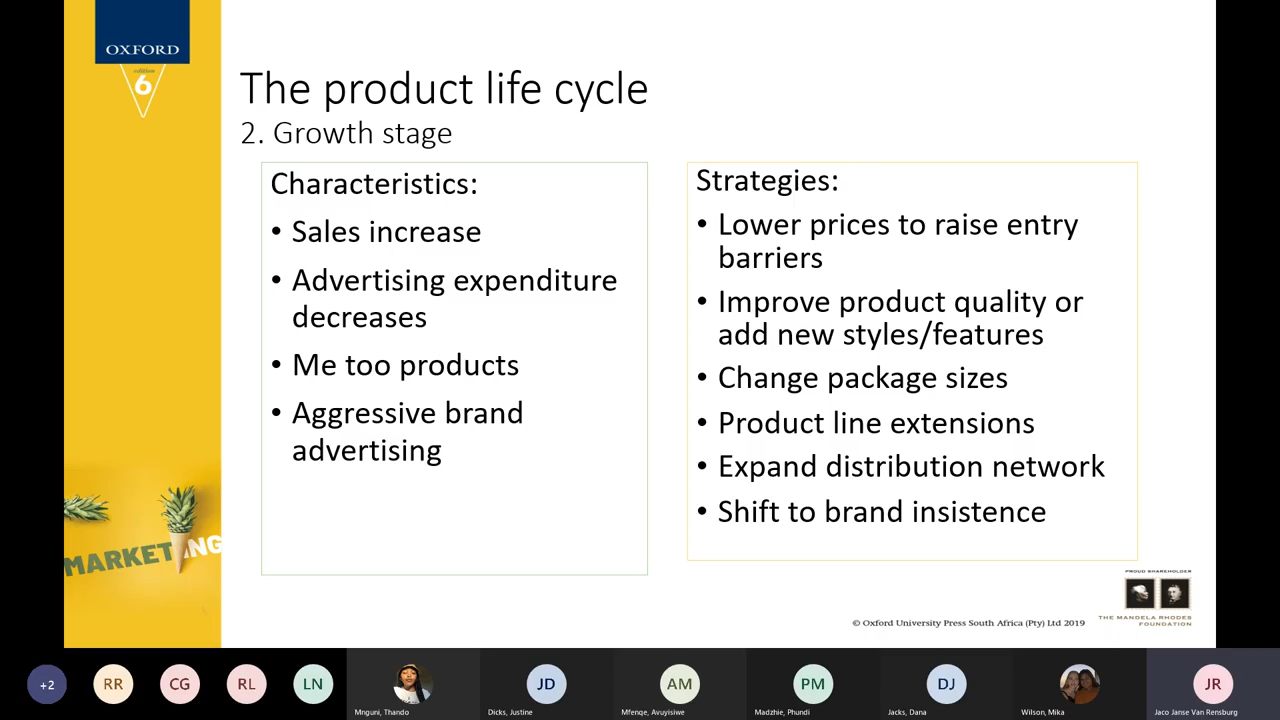 OXFORD
edition
6
The product life cycle
2. Growth stage
Characteristics:
• Sales increase
• Advertising expenditure
decreases
• Me too products
• Aggressive brand
advertising
Strategies:
• Lower prices to raise entry
barriers
• Improve product quality or
add new styles/features
• Change package sizes
• Product line extensions
• Expand distribution network
• Shift to brand insistence
MARKETING
PROUD SHAREHOLDER
THE MANDELA RHODES
FOUNDATION
© Oxford University Press South Africa (Pty) Ltd 2019
+2
RR
CG
RL
LN
Mnguni, Thando
JD
Dicks, Justine
AM
Mfenqe, Avuyisiwe
PM
Madzhie, Phundi
DJ
Jacks, Dana
Wilson, Mika
JR
Jaco Janse Van Rensburg